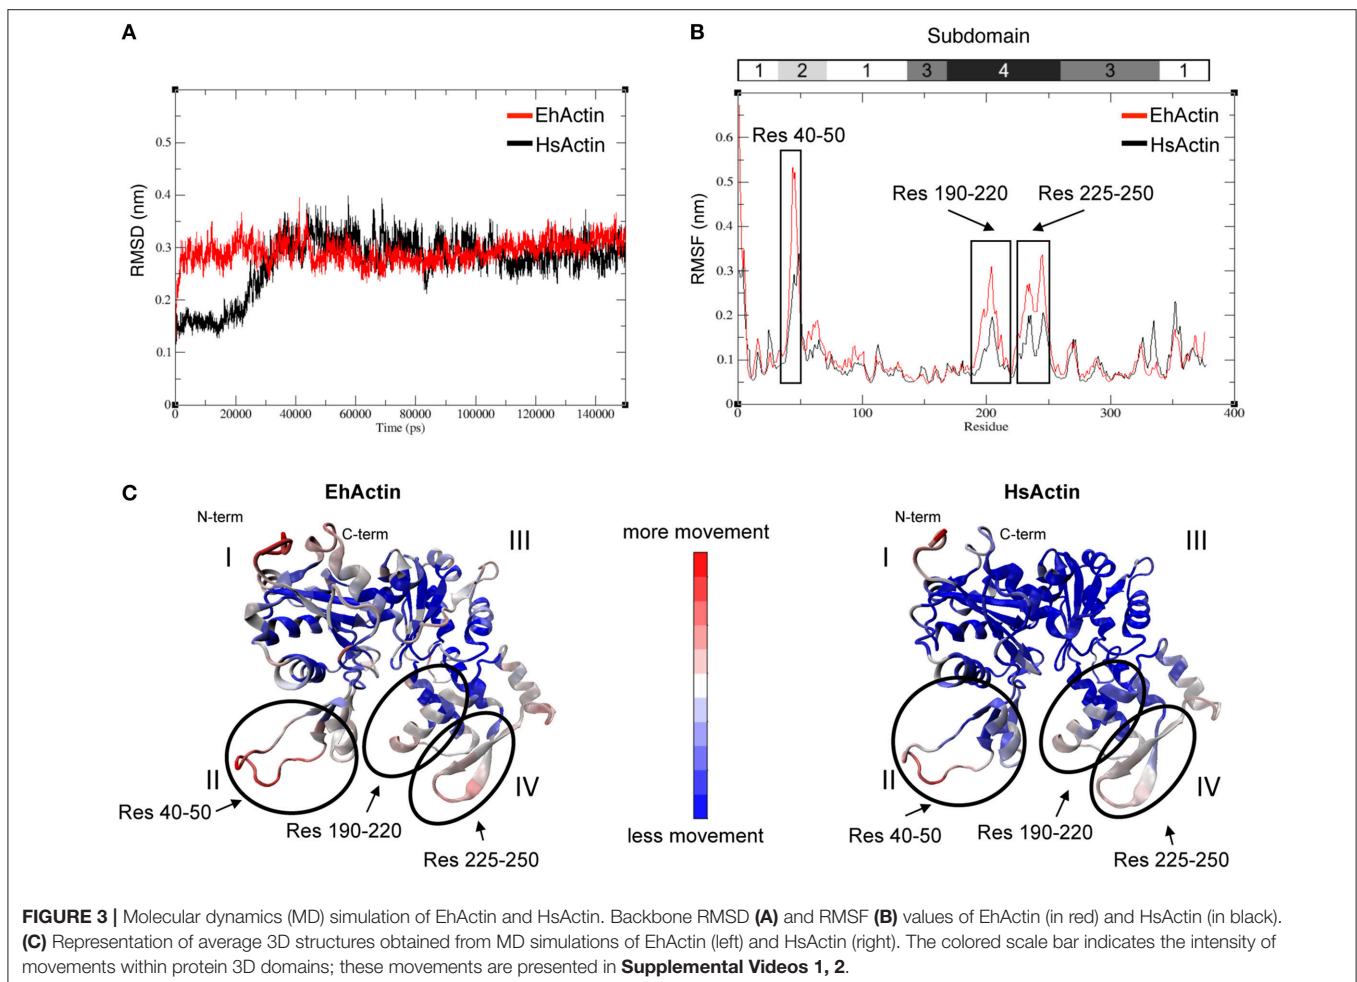 A
0.5
0.4
0.3
0.2
0.1
0
RMSD (nm)
EhActin
HsActin
0
20000
40000
60000
80000
100000
120000
140000
Time (ps)
B
Subdomain
1 2 1 3 4 3 1
0.6
0.5
0.4
0.3
0.2
0.1
0
RMSF (nm)
EhActin
HsActin
Res 40-50
Res 190-220
Res 225-250
0
100
200
300
400
Residue
C
EhActin
N-term
C-term
I
III
II
IV
Res 40-50
Res 190-220
Res 225-250
more movement
less movement
HsActin
N-term
C-term
I
III
II
IV
Res 40-50
Res 190-220
Res 225-250
FIGURE 3 | Molecular dynamics (MD) simulation of EhActin and HsActin. Backbone RMSD (A) and RMSF (B) values of EhActin (in red) and HsActin (in black).
(C) Representation of average 3D structures obtained from MD simulations of EhActin (left) and HsActin (right). The colored scale bar indicates the intensity of
movements within protein 3D domains; these movements are presented in Supplemental Videos 1, 2.